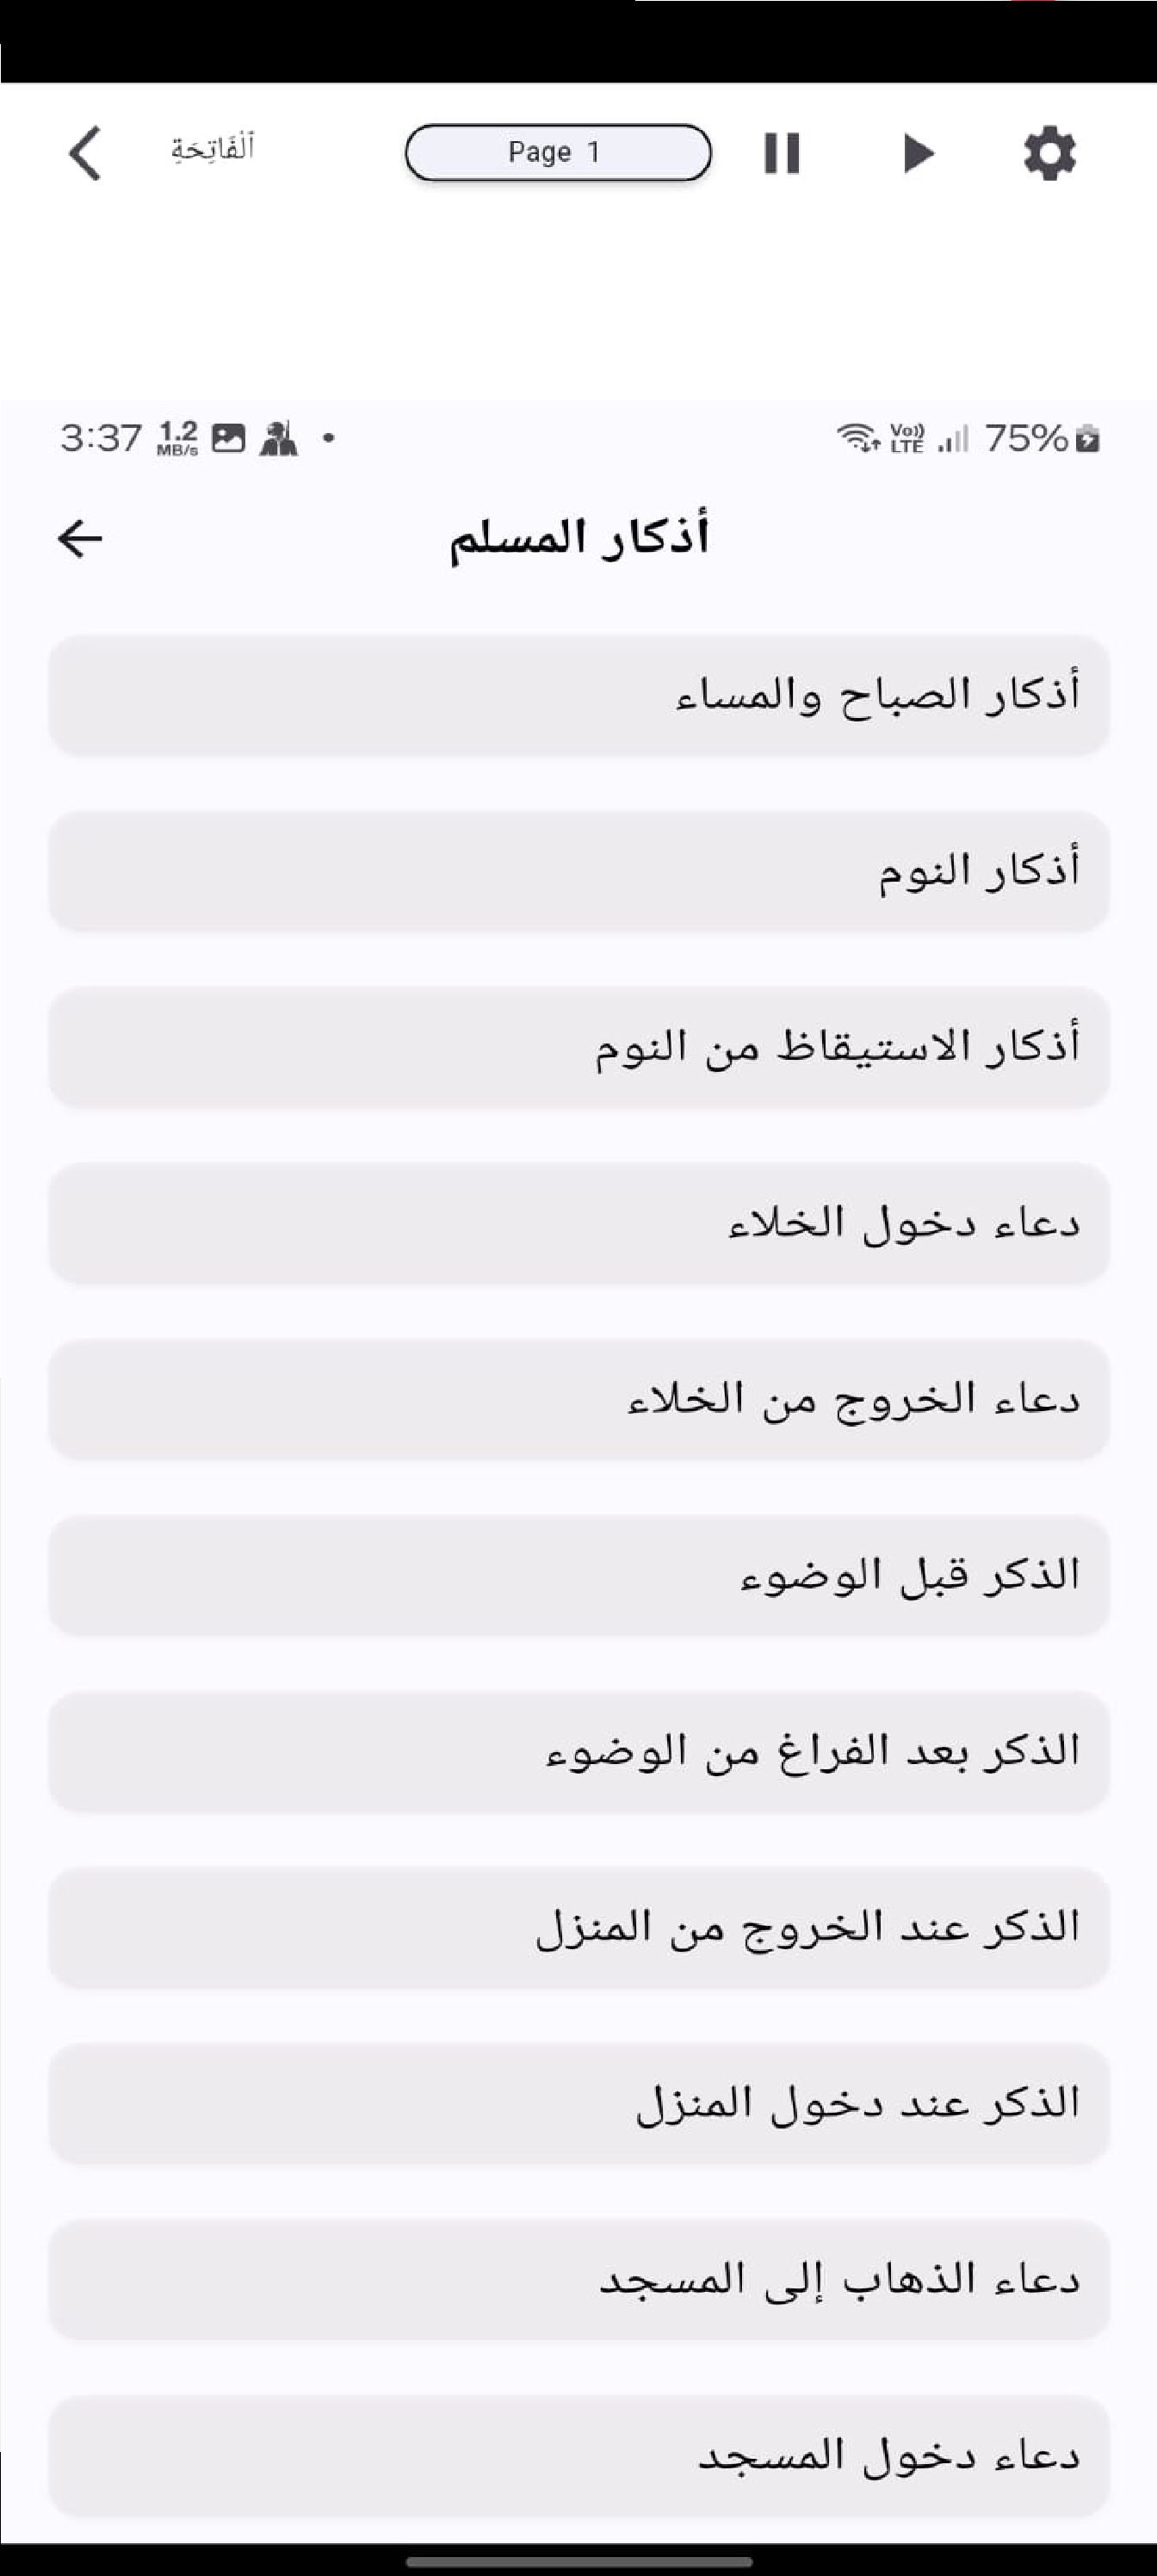 ٱلْفَاتِحَةِ Page 1
3:37 1.2 MB/s Vo)) LTE 75%
أذكار المسلم
أذكار الصباح والمساء
أذكار النوم
أذكار الاستيقاظ من النوم
دعاء دخول الخلاء
دعاء الخروج من الخلاء
الذكر قبل الوضوء
الذكر بعد الفراغ من الوضوء
الذكر عند الخروج من المنزل
الذكر عند دخول المنزل
دعاء الذهاب إلى المسجد
دعاء دخول المسجد